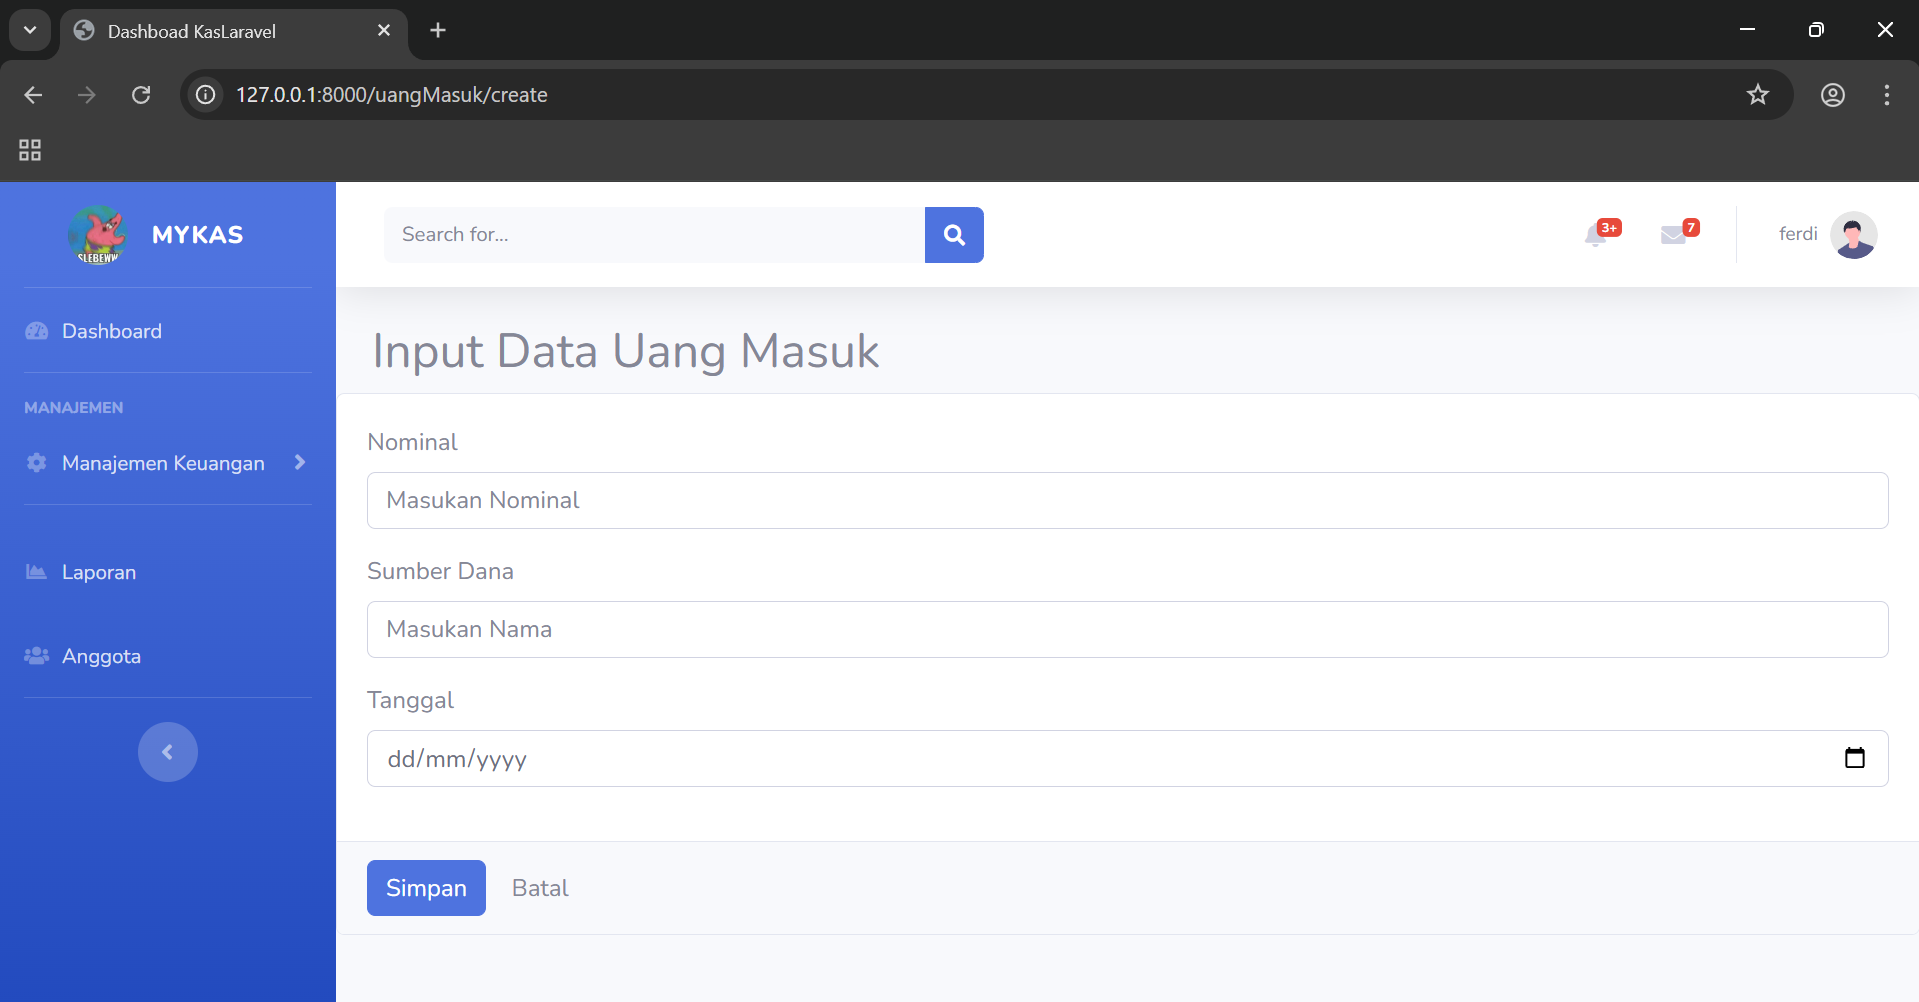 Dashboad KasLaravel
127.0.0.1:8000/uangMasuk/create
SLEBEWW
MYKAS
Search for...
3+
7
ferdi
Dashboard
MANAJEMEN
Manajemen Keuangan
Laporan
Anggota
Input Data Uang Masuk
Nominal
Masukan Nominal
Sumber Dana
Masukan Nama
Tanggal
dd/mm/yyyy
Simpan
Batal